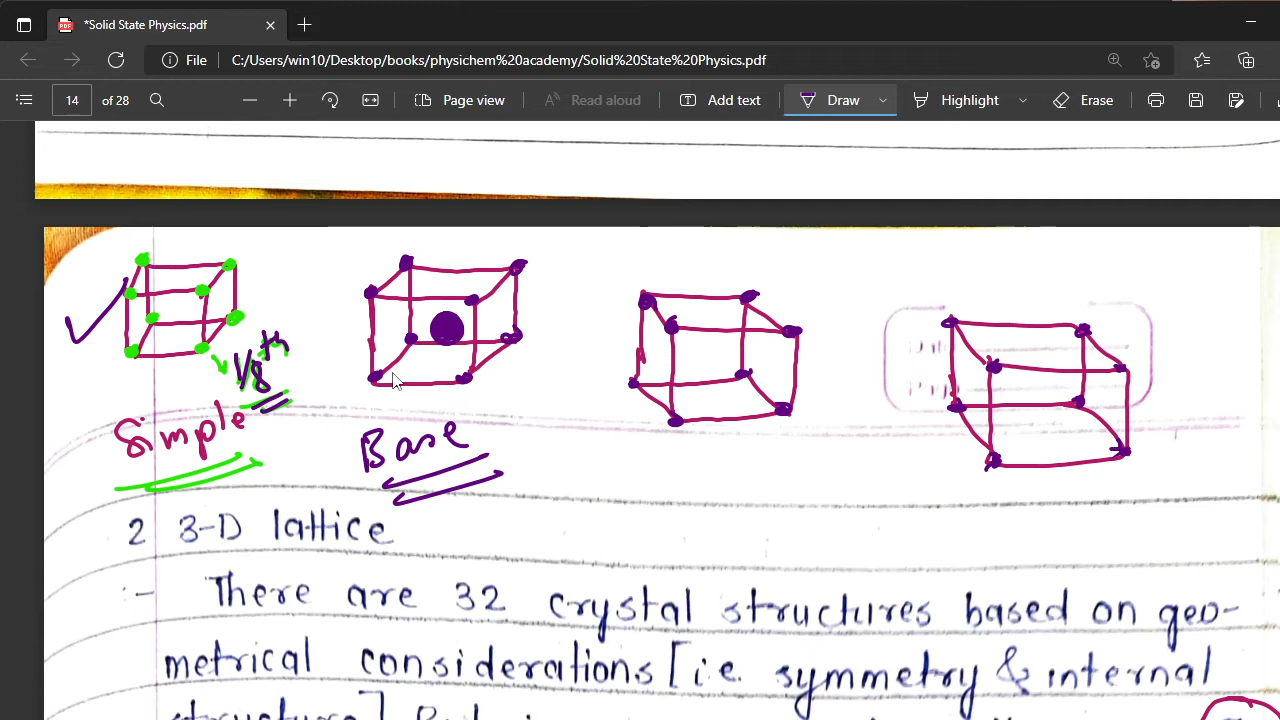 *Solid State Physics.pdf
File
C:/Users/win10/Desktop/books/physichem%20academy/Solid%20State%20Physics.pdf
14 of 28
Page view
Read aloud
Add text
Draw
Highlight
Erase
1/8th
Simple
Base
2 3-D lattice
:- There are 32 crystal structures based on geo-
metrical considerations [i.e. symmetry & internal